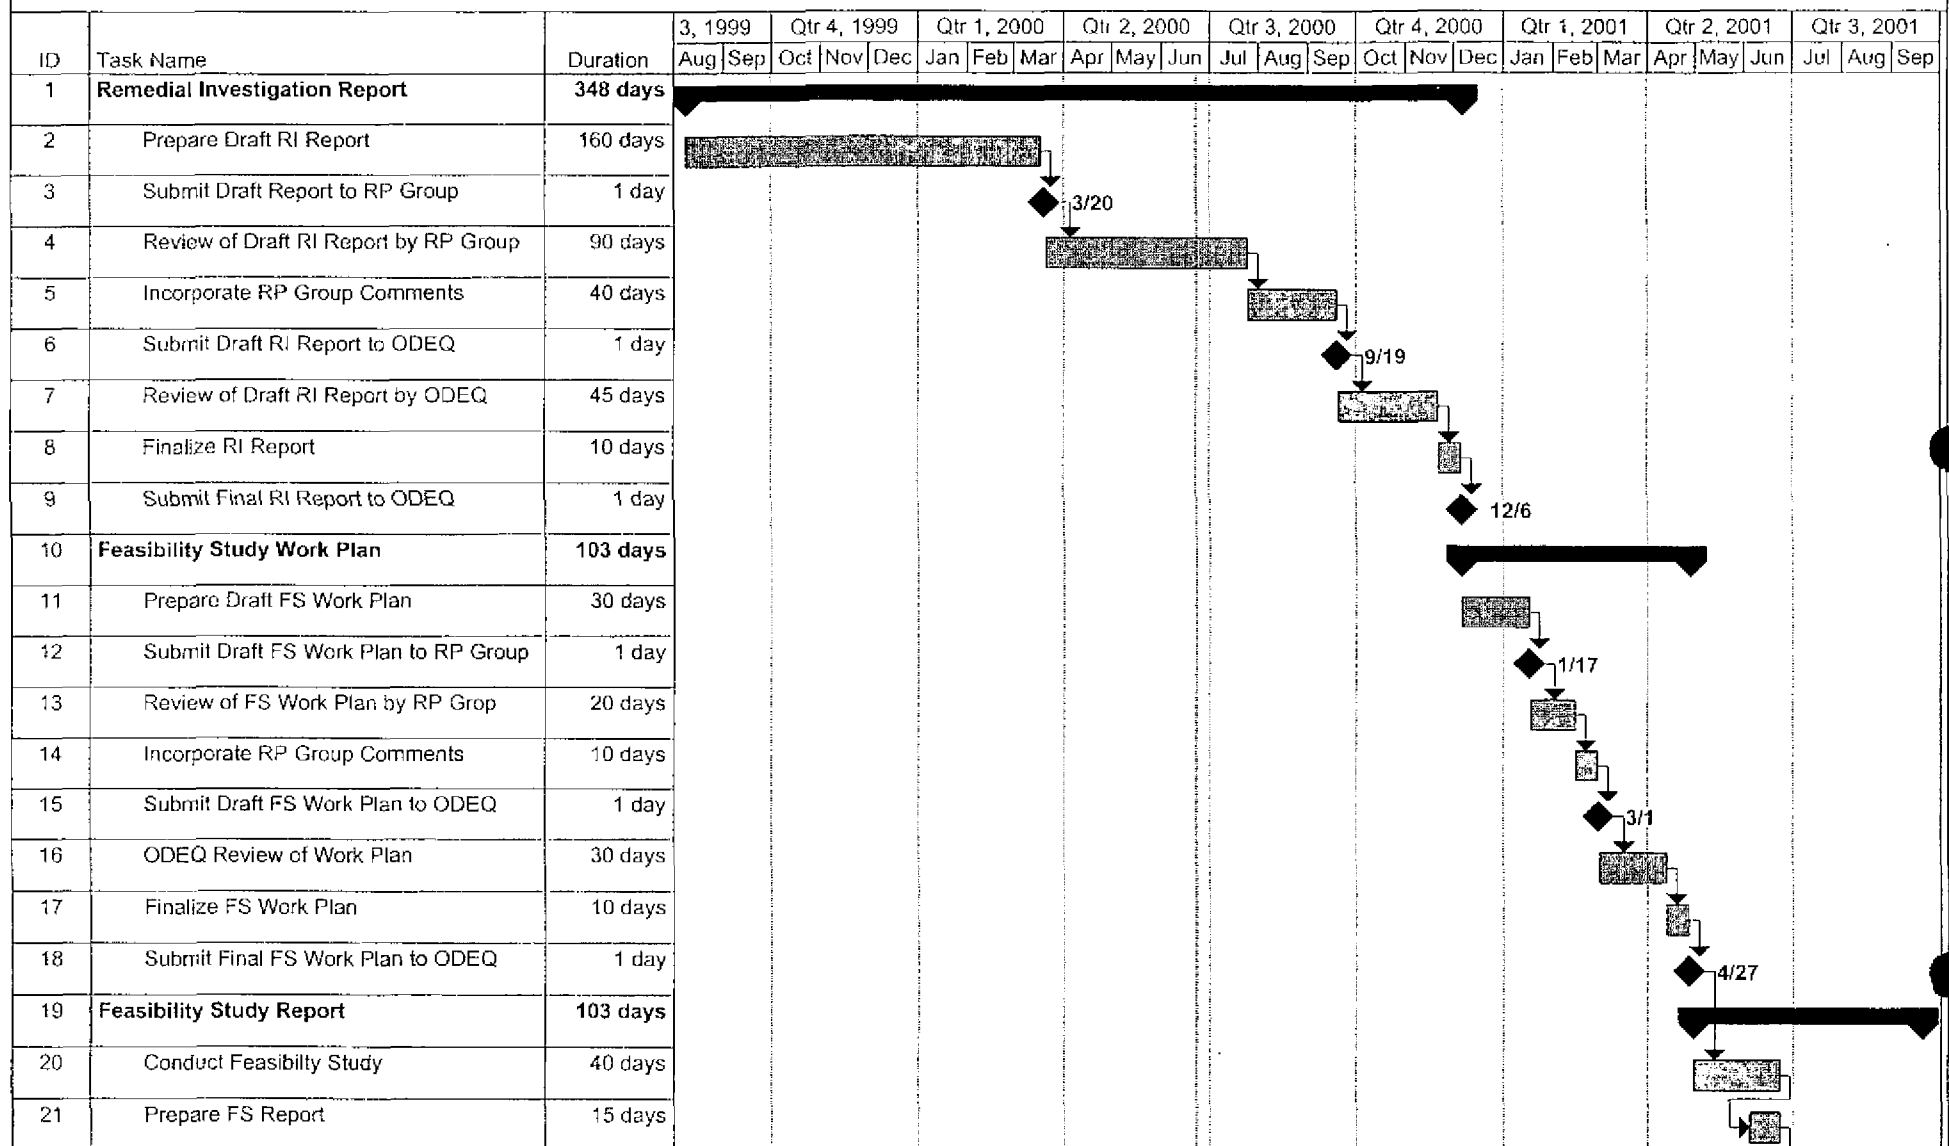 3, 1999 Qtr 4, 1999 Qtr 1, 2000 Qtr 2, 2000 Qtr 3, 2000 Qtr 4, 2000 Qtr 1, 2001 Qtr 2, 2001 Qtr 3, 2001
ID Task Name Duration Aug Sep Oct Nov Dec Jan Feb Mar Apr May Jun Jul Aug Sep Oct Nov Dec Jan Feb Mar Apr May Jun Jul Aug Sep
1 Remedial Investigation Report 348 days
2 Prepare Draft RI Report 160 days
3 Submit Draft Report to RP Group 1 day 3/20
4 Review of Draft RI Report by RP Group 90 days
5 Incorporate RP Group Comments 40 days
6 Submit Draft RI Report to ODEQ 1 day 9/19
7 Review of Draft RI Report by ODEQ 45 days
8 Finalize RI Report 10 days
9 Submit Final RI Report to ODEQ 1 day 12/6
10 Feasibility Study Work Plan 103 days
11 Prepare Draft FS Work Plan 30 days
12 Submit Draft FS Work Plan to RP Group 1 day 1/17
13 Review of FS Work Plan by RP Grop 20 days
14 Incorporate RP Group Comments 10 days
15 Submit Draft FS Work Plan to ODEQ 1 day 3/1
16 ODEQ Review of Work Plan 30 days
17 Finalize FS Work Plan 10 days
18 Submit Final FS Work Plan to ODEQ 1 day 4/27
19 Feasibility Study Report 103 days
20 Conduct Feasibilty Study 40 days
21 Prepare FS Report 15 days